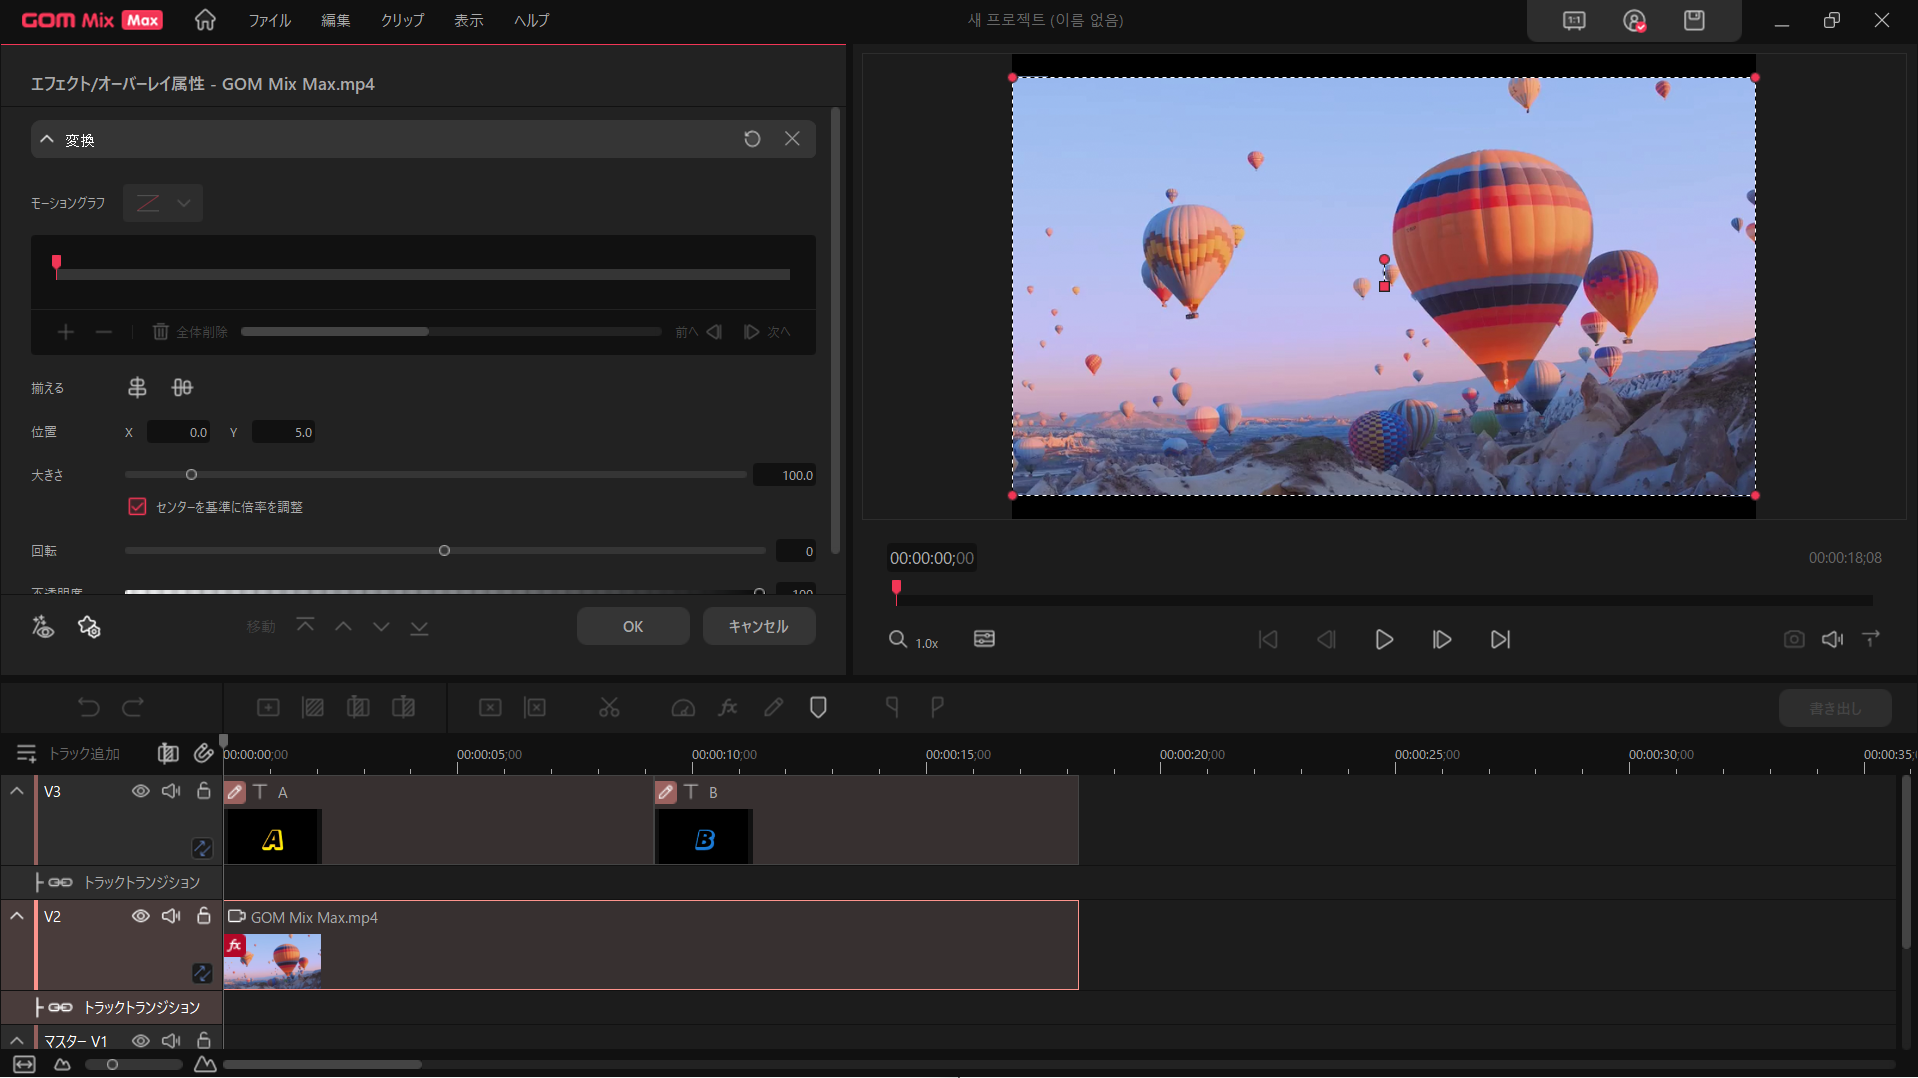 GOM Mix Max
ファイル 編集 クリップ 表示 ヘルプ
새 프로젝트 (이름 없음)
1:1
エフェクト/オーバーレイ属性 - GOM Mix Max.mp4
変換
モーショングラフ
全体削除 前へ 次へ
揃える
位置 X 0.0 Y 5.0
大きさ 100.0
センターを基準に倍率を調整
回転 0
不透明度 100
移動 OK キャンセル
00:00:00;00 00:00:18;08
1.0x
fx
書き出し
トラック追加
00:00:00;00 00:00:05;00 00:00:10;00 00:00:15;00 00:00:20;00 00:00:25;00 00:00:30;00 00:00:35;
V3 T A T B
A B
トラックトランジション
V2 GOM Mix Max.mp4
fx
トラックトランジション
マスター V1